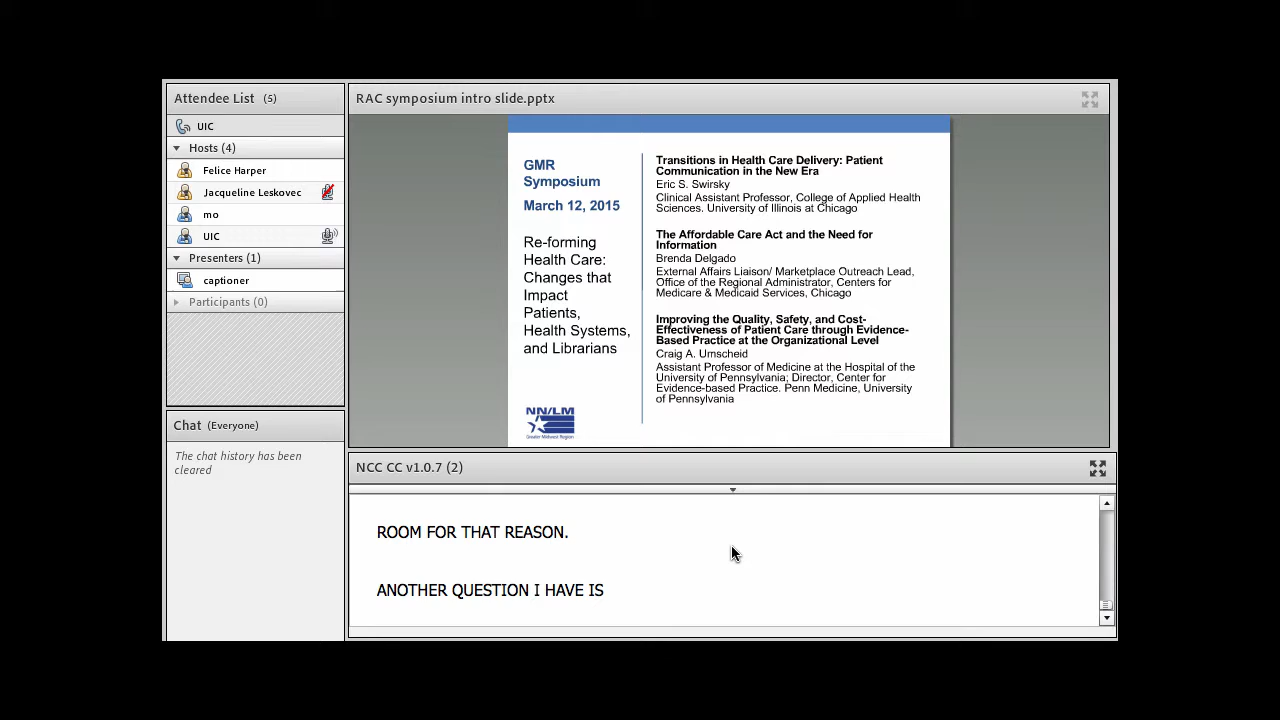 Attendee List (5)
UIC
Hosts (4)
Felice Harper
Jacqueline Leskovec
mo
UIC
Presenters (1)
captioner
Participants (0)
Chat (Everyone)
The chat history has been
cleared
RAC symposium intro slide.pptx
GMR
Symposium
March 12, 2015
Re-forming
Health Care:
Changes that
Impact
Patients,
Health Systems,
and Librarians
NN/LM
Greater Midwest Region
Transitions in Health Care Delivery: Patient
Communication in the New Era
Eric S. Swirsky
Clinical Assistant Professor, College of Applied Health
Sciences. University of Illinois at Chicago
The Affordable Care Act and the Need for
Information
Brenda Delgado
External Affairs Liaison/ Marketplace Outreach Lead,
Office of the Regional Administrator, Centers for
Medicare & Medicaid Services, Chicago
Improving the Quality, Safety, and Cost-
Effectiveness of Patient Care through Evidence-
Based Practice at the Organizational Level
Craig A. Umscheid
Assistant Professor of Medicine at the Hospital of the
University of Pennsylvania; Director, Center for
Evidence-based Practice. Penn Medicine, University
of Pennsylvania
NCC CC v1.0.7 (2)
ROOM FOR THAT REASON.
ANOTHER QUESTION I HAVE IS